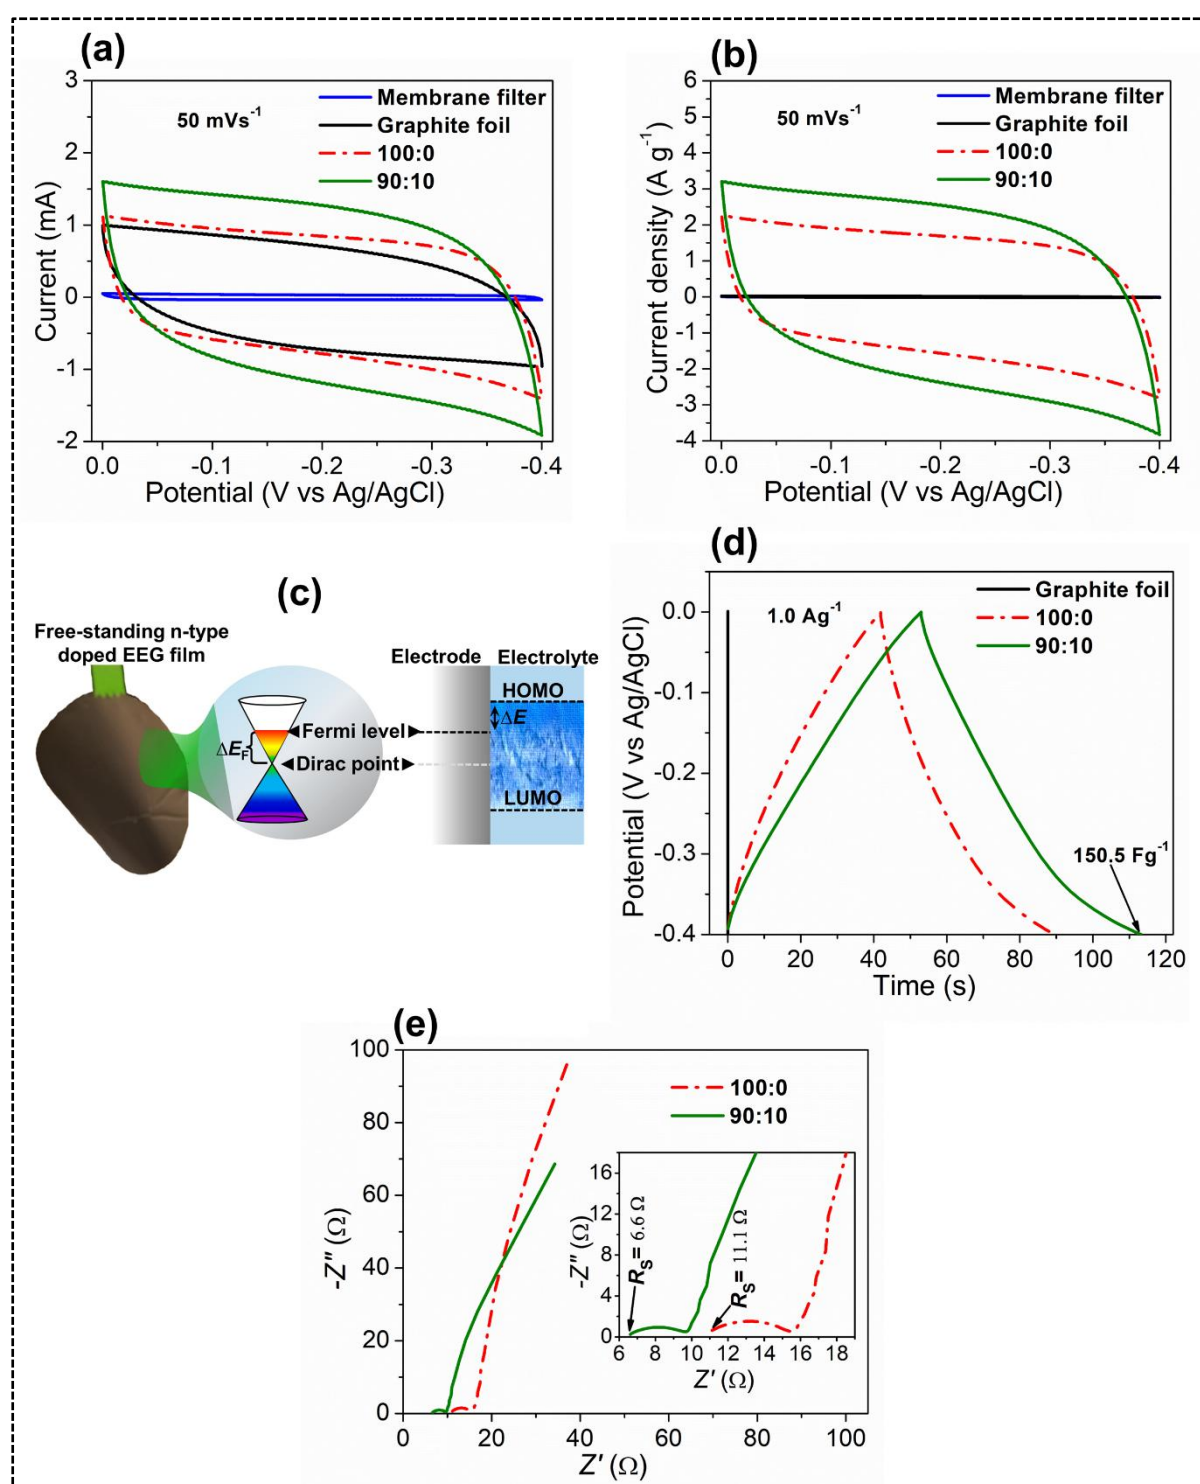 (a)
3
2
1
0
-1
-2
Current (mA)
50 mVs⁻¹
Membrane filter
Graphite foil
100:0
90:10
0.0 -0.1 -0.2 -0.3 -0.4
Potential (V vs Ag/AgCl)
(b)
6
5
4
3
2
1
0
-1
-2
-3
-4
Current density (A g⁻¹)
50 mVs⁻¹
Membrane filter
Graphite foil
100:0
90:10
0.0 -0.1 -0.2 -0.3 -0.4
Potential (V vs Ag/AgCl)
(c)
Free-standing n-type
doped EEG film
ΔE_F
Fermi level
Dirac point
Electrode
Electrolyte
HOMO
ΔE
LUMO
(d)
0.0
-0.1
-0.2
-0.3
-0.4
Potential (V vs Ag/AgCl)
1.0 Ag⁻¹
Graphite foil
100:0
90:10
150.5 Fg⁻¹
0 20 40 60 80 100 120
Time (s)
(e)
100
80
60
40
20
0
-Z" (Ω)
100:0
90:10
16
12
8
4
0
-Z" (Ω)
R_S= 6.6 Ω
R_S= 11.1 Ω
6 8 10 12 14 16 18
Z' (Ω)
0 20 40 60 80 100
Z' (Ω)